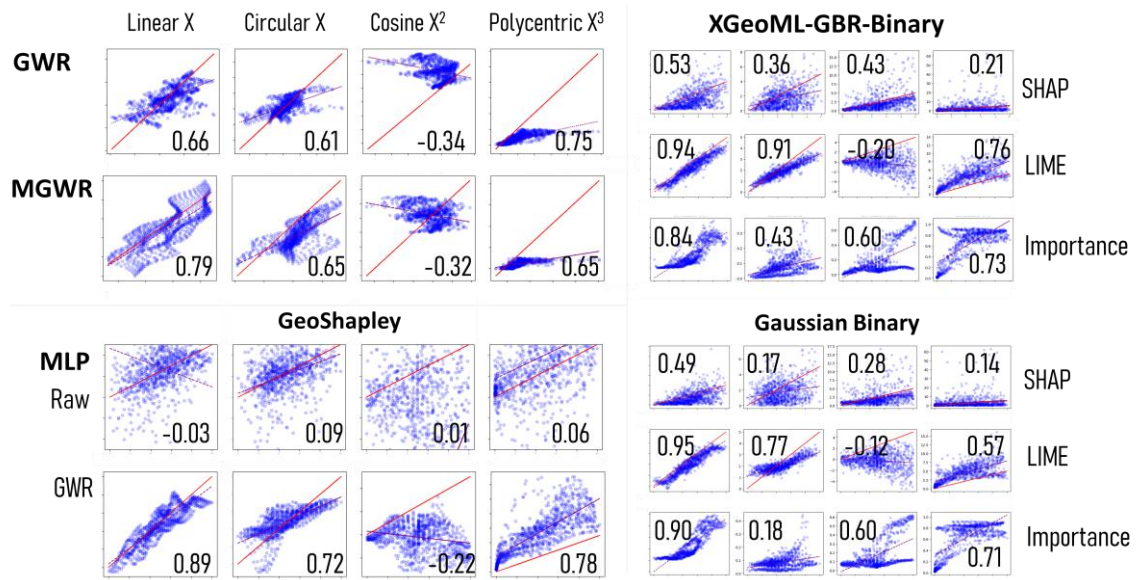 Linear X Circular X Cosine X² Polycentric X³
GWR
0.66 0.61 -0.34 0.75
MGWR
0.79 0.65 -0.32 0.65
GeoShapley
MLP
Raw
-0.03 0.09 0.01 0.06
GWR
0.89 0.72 -0.22 0.78
XGeoML-GBR-Binary
0.53 0.36 0.43 0.21 SHAP
0.94 0.91 -0.20 0.76 LIME
0.84 0.43 0.60 0.73 Importance
Gaussian Binary
0.49 0.17 0.28 0.14 SHAP
0.95 0.77 -0.12 0.57 LIME
0.90 0.18 0.60 0.71 Importance